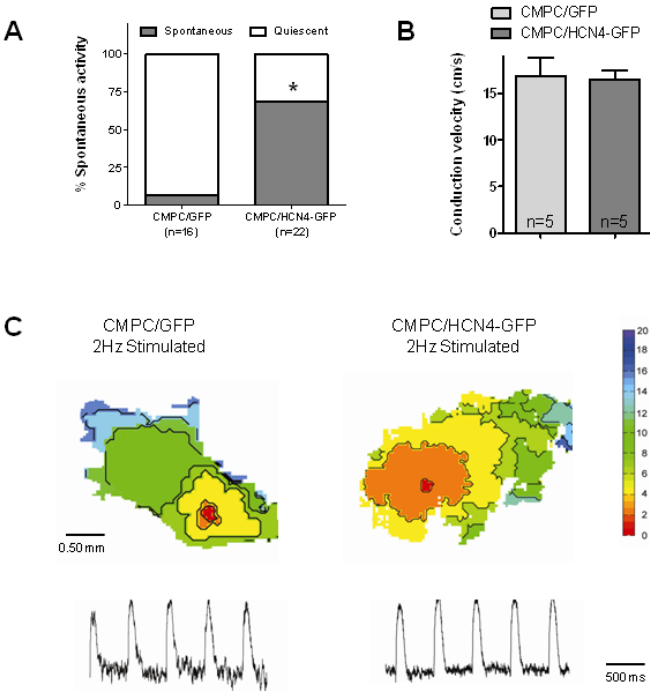 A
Spontaneous Quiescent
% Spontaneous activity
100
75
50
25
0
*
CMPC/GFP
(n=16)
CMPC/HCN4-GFP
(n=22)
B
CMPC/GFP
CMPC/HCN4-GFP
Conduction velocity (cm/s)
15
10
5
0
n=5 n=5
C
CMPC/GFP
2Hz Stimulated
CMPC/HCN4-GFP
2Hz Stimulated
20
18
16
14
12
10
8
6
4
2
0
0.50 mm
500 ms